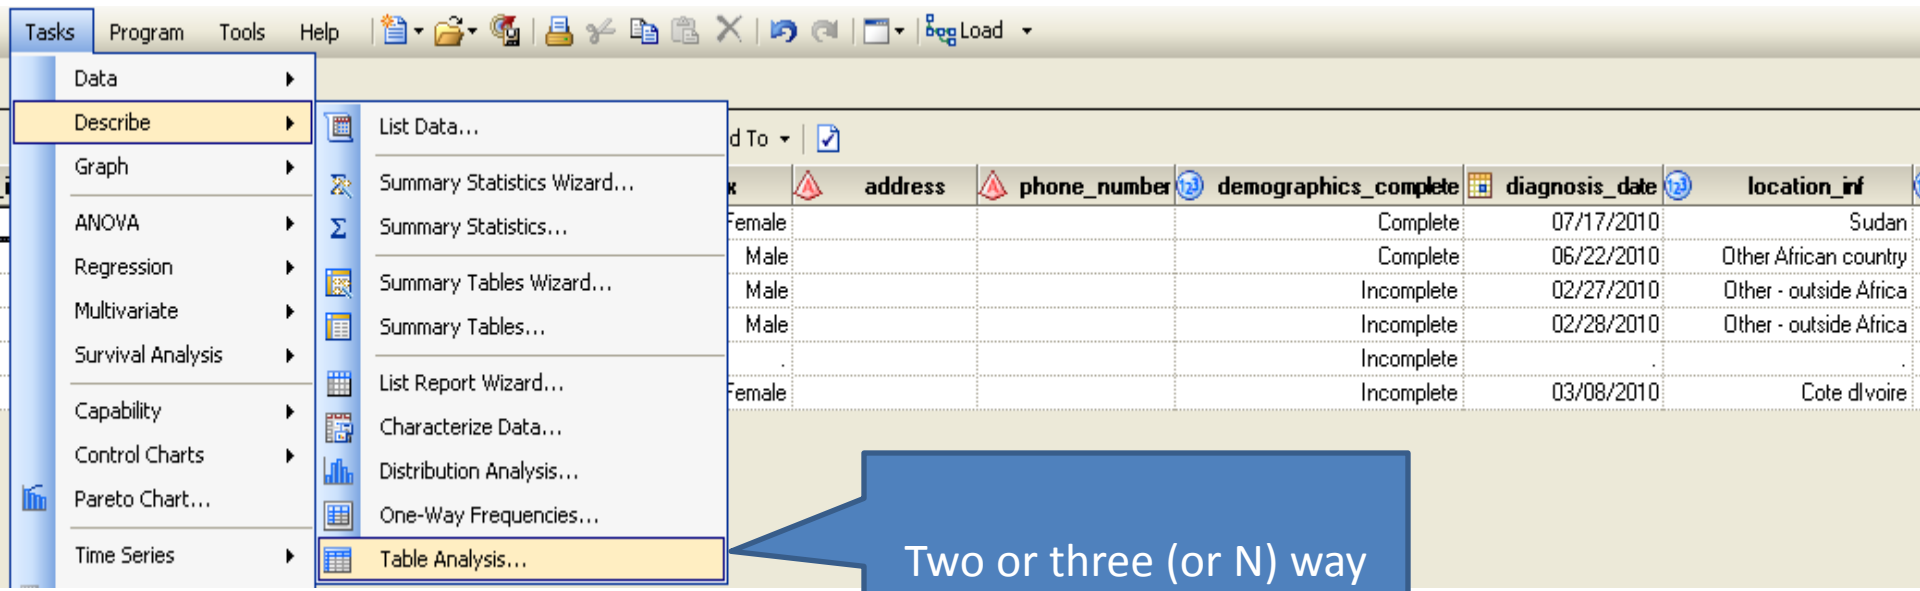 Tasks Program Tools Help Load
Data
Describe
Graph
ANOVA
Regression
Multivariate
Survival Analysis
Capability
Control Charts
Pareto Chart...
Time Series
List Data...
Summary Statistics Wizard...
Summary Statistics...
Summary Tables Wizard...
Summary Tables...
List Report Wizard...
Characterize Data...
Distribution Analysis...
One-Way Frequencies...
Table Analysis...
d To
x address phone_number demographics_complete diagnosis_date location_inf
Female Complete 07/17/2010 Sudan
Male Complete 06/22/2010 Other African country
Male Incomplete 02/27/2010 Other - outside Africa
Male Incomplete 02/28/2010 Other - outside Africa
. Incomplete . .
Female Incomplete 03/08/2010 Cote dIvoire
Two or three (or N) way